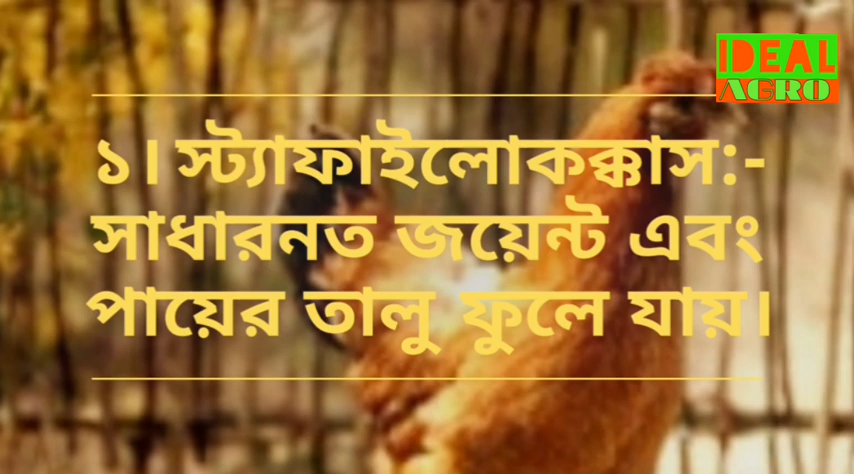 IDEAL
AGRO
১। স্ট্যাফাইলোকক্কাস:-
সাধারনত জয়েন্ট এবং
পায়ের তালু ফুলে যায়।